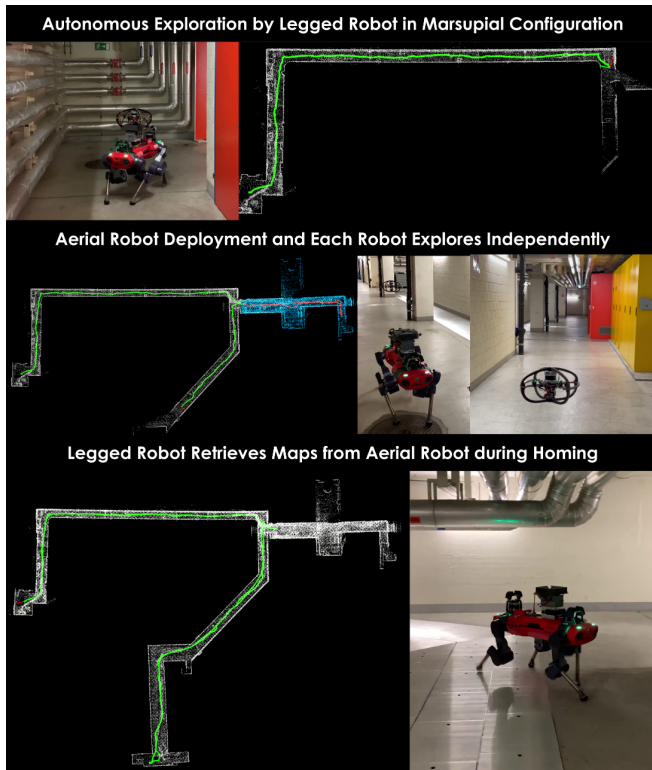 Autonomous Exploration by Legged Robot in Marsupial Configuration
Aerial Robot Deployment and Each Robot Explores Independently
Legged Robot Retrieves Maps from Aerial Robot during Homing